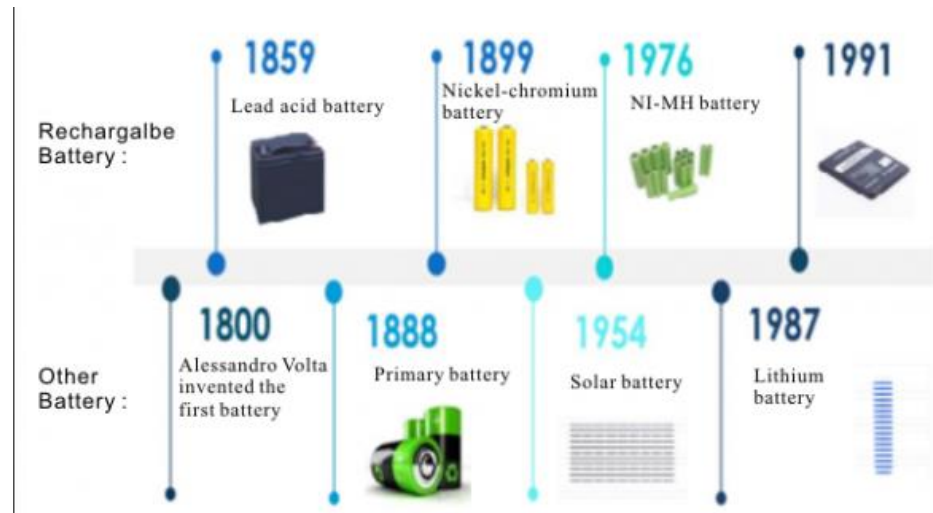 1859
Lead acid battery
1899
Nickel-chromium
battery
1976
NI-MH battery
1991
Rechargalbe
Battery :
1800
Alessandro Volta
invented the
first battery
1888
Primary battery
1954
Solar battery
1987
Lithium
battery
Other
Battery :